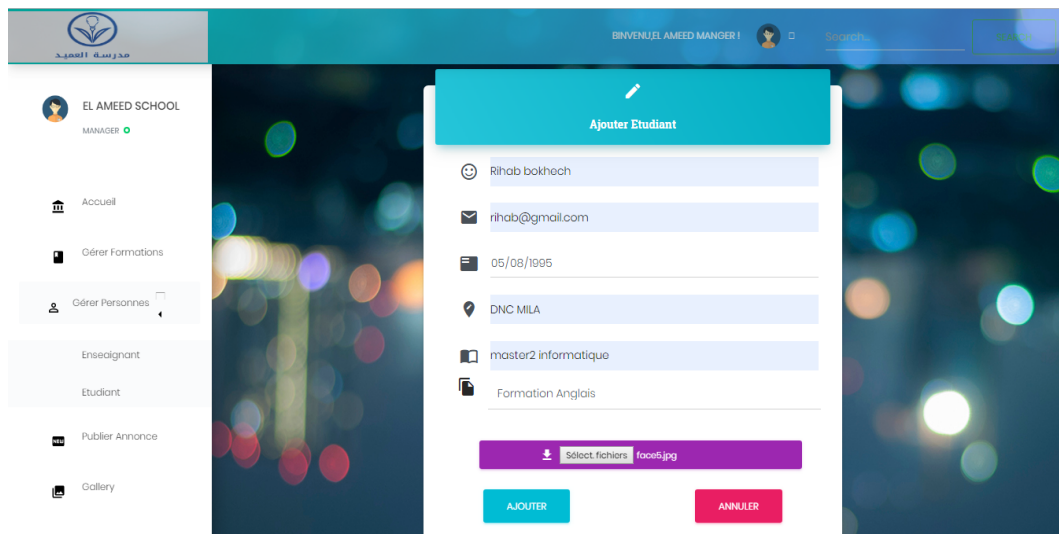 مدرسة العميد
BINVENU,EL AMEED MANGER !
Search...
EL AMEED SCHOOL
MANAGER
Accueil
Gérer Formations
Gérer Personnes
Enseaignant
Etudiant
Publier Annonce
Gallery
Ajouter Etudiant
Rihab bokhech
rihab@gmail.com
05/08/1995
DNC MILA
master2 informatique
Formation Anglais
Sélect. fichiers face5.jpg
AJOUTER
ANNULER